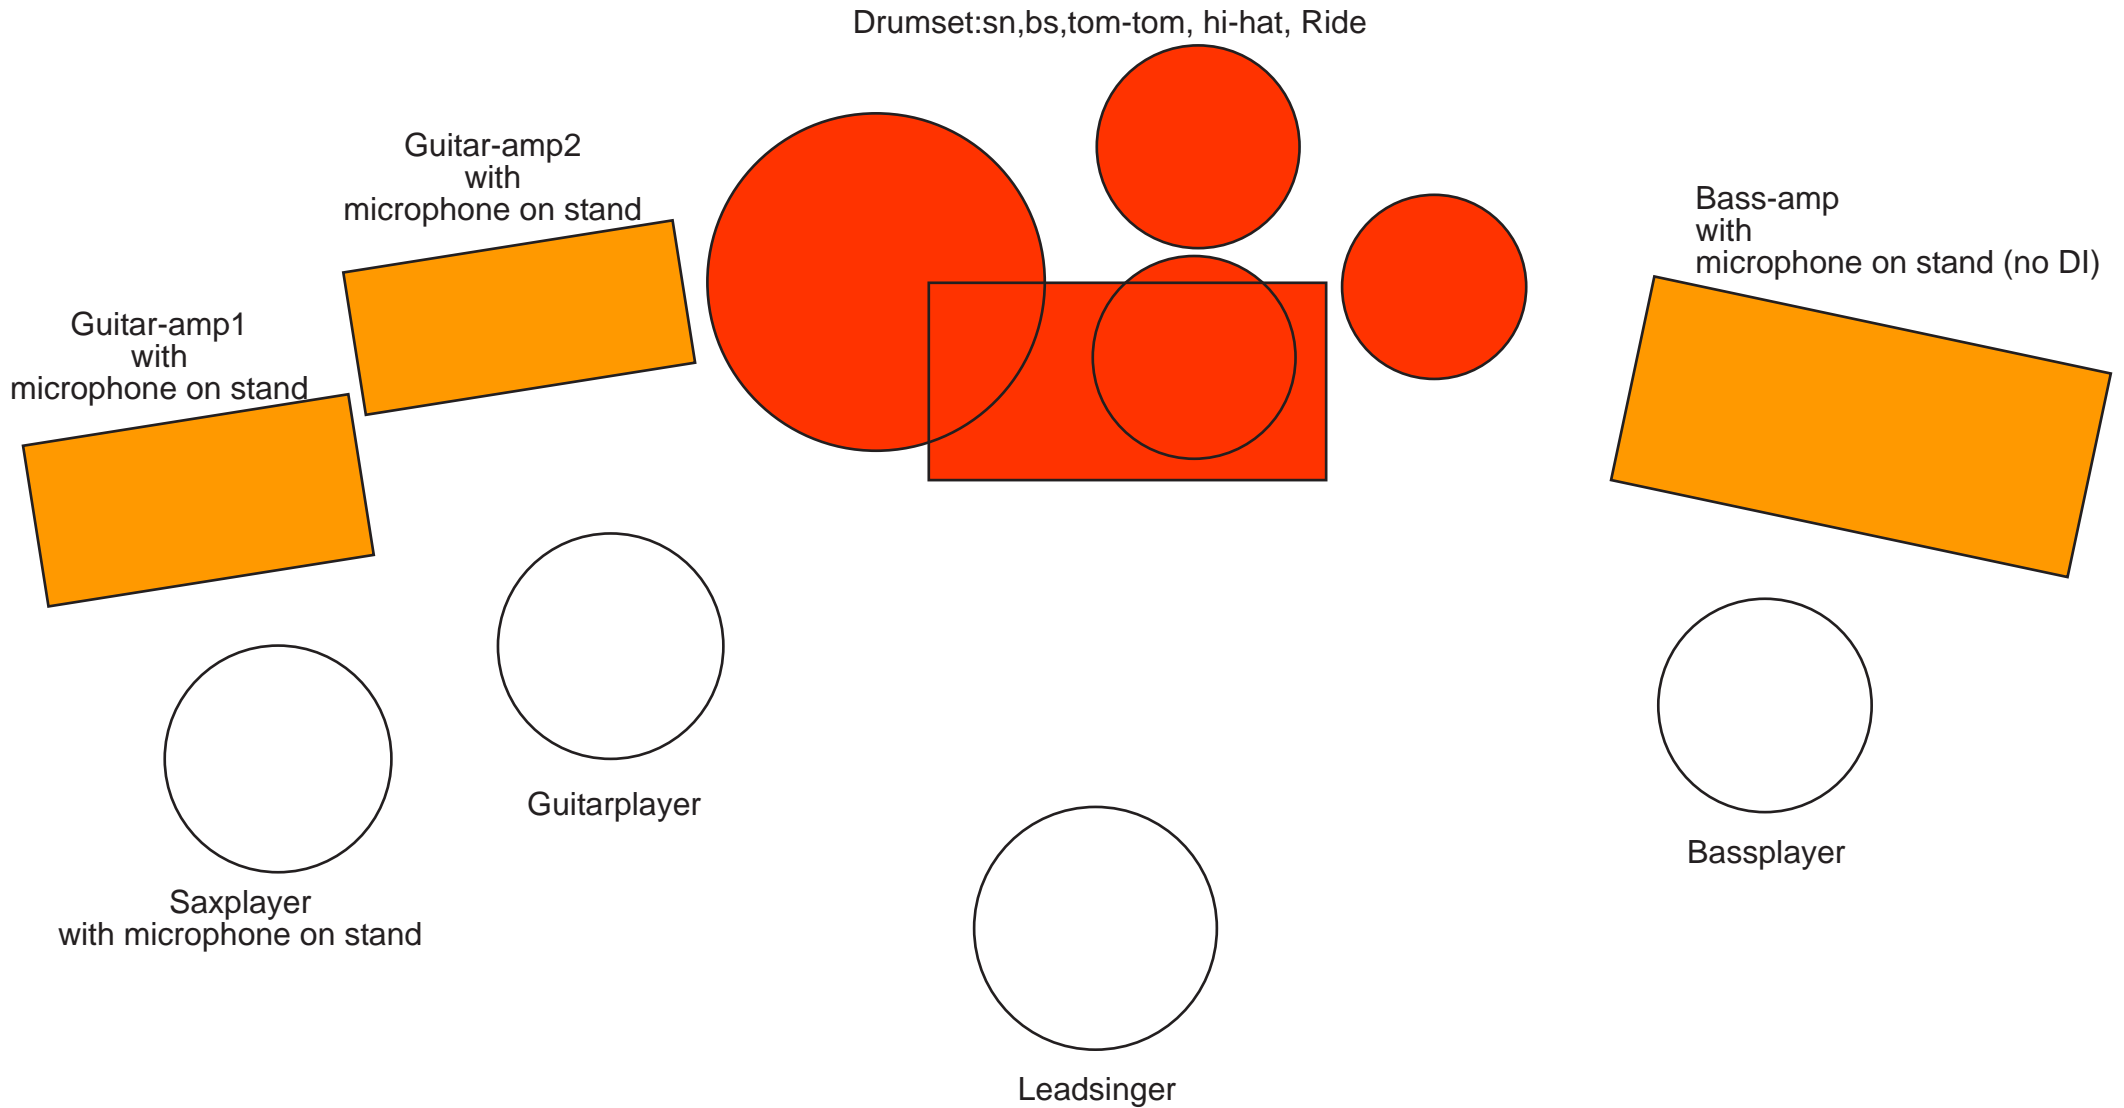 Drumset:sn,bs,tom-tom, hi-hat, Ride
Guitar-amp2
with
microphone on stand
Bass-amp
with
microphone on stand (no DI)
Guitar-amp1
with
microphone on stand
Guitarplayer
Bassplayer
Saxplayer
with microphone on stand
Leadsinger